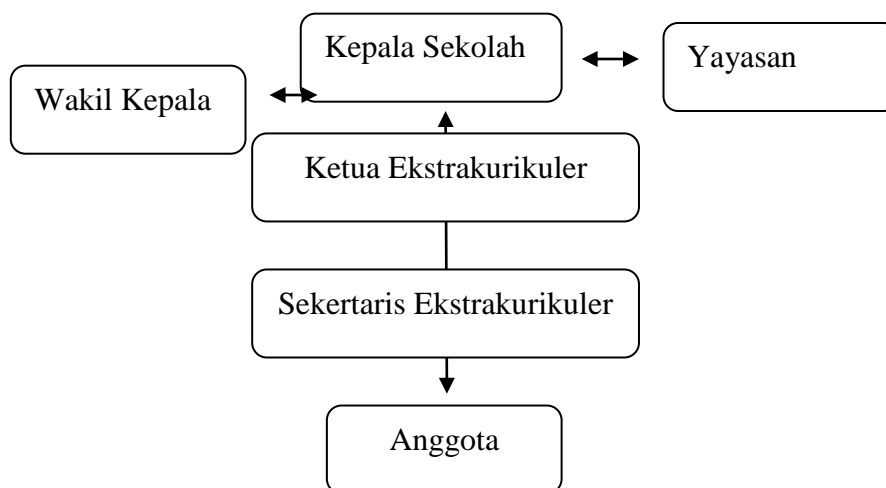 Kepala Sekolah
Yayasan
Wakil Kepala
Ketua Ekstrakurikuler
Sekertaris Ekstrakurikuler
Anggota